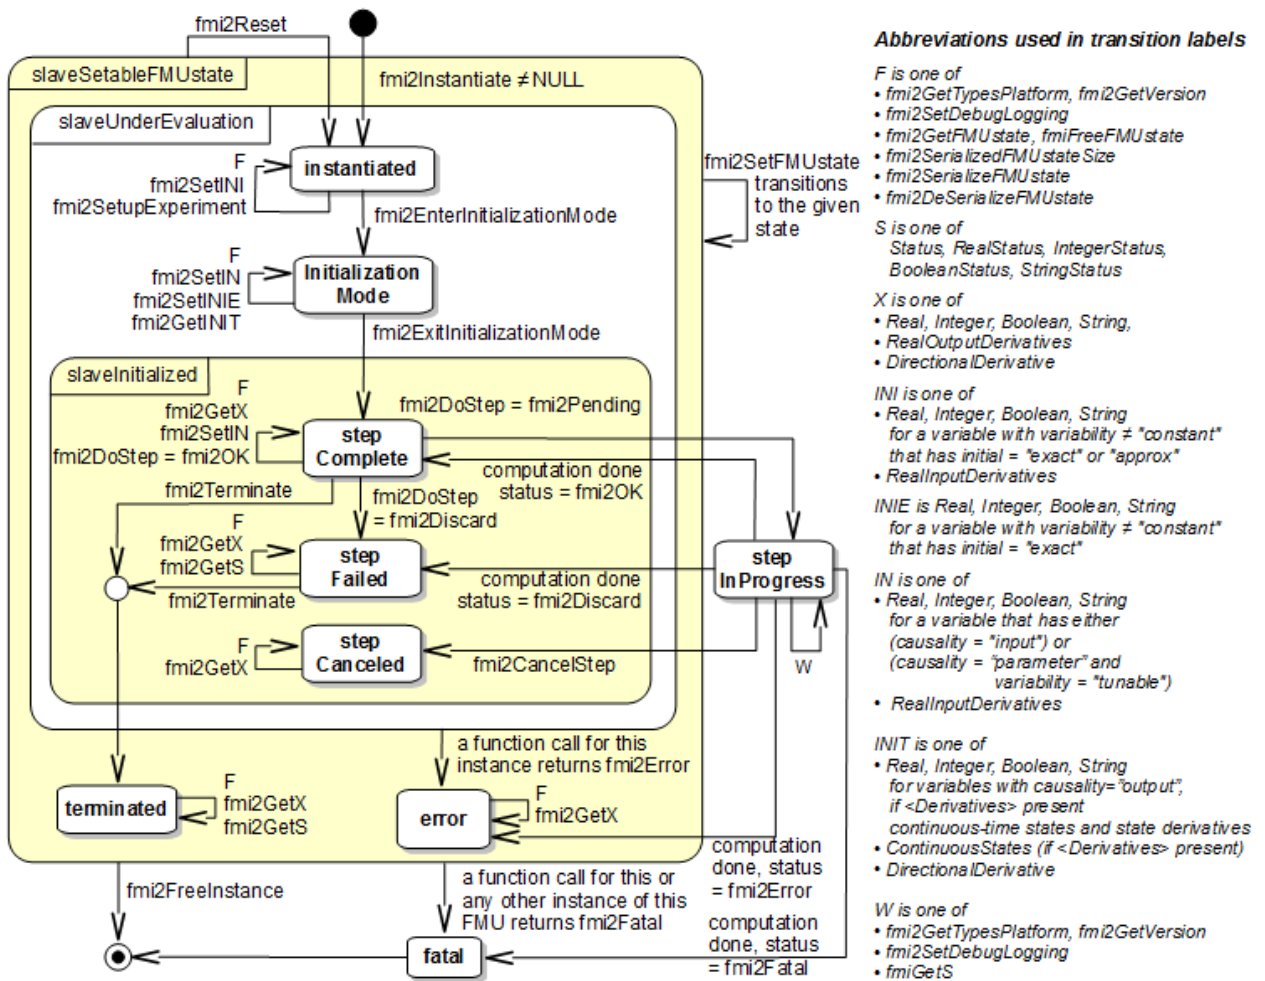 fmi2Reset
slaveSetableFMUstate
fmi2Instantiate ≠ NULL
slaveUnderEvaluation
instantiated
F
fmi2SetINI
fmi2SetupExperiment
fmi2EnterInitializationMode
fmi2SetFMUstate
transitions
to the given
state
F
fmi2SetIN
fmi2SetINIE
fmi2GetINIT
Initialization
Mode
fmi2ExitInitializationMode
slaveInitialized
F
fmi2GetX
fmi2SetIN
fmi2DoStep = fmi2OK
fmi2DoStep = fmi2Pending
step
Complete
computation done
status = fmi2OK
fmi2Terminate
fmi2DoStep
= fmi2Discard
F
fmi2GetX
fmi2GetS
step
Failed
step
InProgress
computation done
status = fmi2Discard
fmi2Terminate
F
fmi2GetX
step
Canceled
fmi2CancelStep
W
a function call for this
instance returns fmi2Error
terminated
F
fmi2GetX
fmi2GetS
error
F
fmi2GetX
computation
done, status
= fmi2Error
fmi2FreeInstance
a function call for this or
any other instance of this
FMU returns fmi2Fatal
fatal
computation
done, status
= fmi2Fatal
Abbreviations used in transition labels
F is one of
• fmi2GetTypesPlatform, fmi2GetVersion
• fmi2SetDebugLogging
• fmi2GetFMUstate, fmiFreeFMUstate
• fmi2SerializedFMUstateSize
• fmi2SerializeFMUstate
• fmi2DeSerializeFMUstate
S is one of
Status, RealStatus, IntegerStatus,
BooleanStatus, StringStatus
X is one of
• Real, Integer, Boolean, String,
• RealOutputDerivatives
• DirectionalDerivative
INI is one of
• Real, Integer, Boolean, String
for a variable with variability ≠ "constant"
that has initial = "exact" or "approx"
• RealInputDerivatives
INIE is Real, Integer, Boolean, String
for a variable with variability ≠ "constant"
that has initial = "exact"
IN is one of
• Real, Integer, Boolean, String
for a variable that has either
(causality = "input") or
(causality = "parameter" and
variability = "tunable")
• RealInputDerivatives
INIT is one of
• Real, Integer, Boolean, String
for variables with causality="output",
if <Derivatives> present
continuous-time states and state derivatives
• ContinuousStates (if <Derivatives> present)
• DirectionalDerivative
W is one of
• fmi2GetTypesPlatform, fmi2GetVersion
• fmi2SetDebugLogging
• fmiGetS